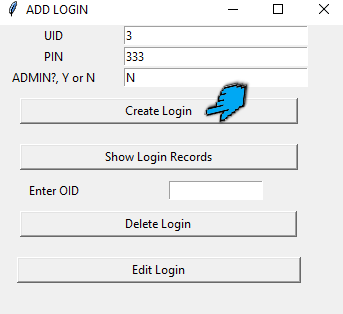 ADD LOGIN
UID 3
PIN 333
ADMIN?, Y or N N
Create Login
Show Login Records
Enter OID
Delete Login
Edit Login